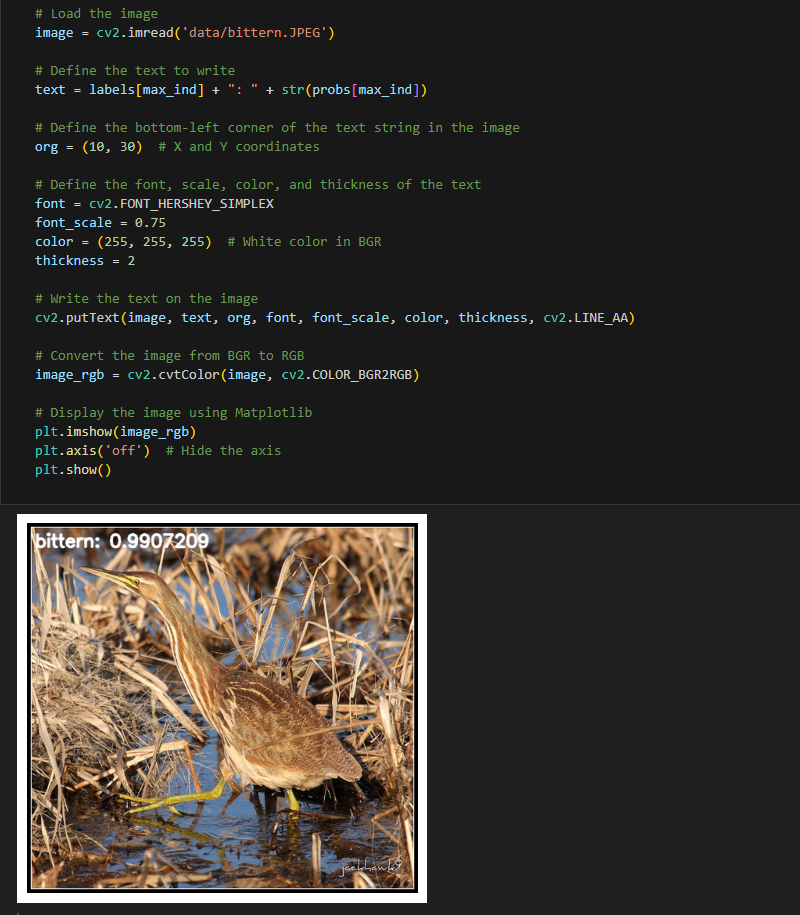 # Load the image
image = cv2.imread('data/bittern.JPEG')
# Define the text to write
text = labels[max_ind] + ": " + str(probs[max_ind])
# Define the bottom-left corner of the text string in the image
org = (10, 30)  # X and Y coordinates
# Define the font, scale, color, and thickness of the text
font = cv2.FONT_HERSHEY_SIMPLEX
font_scale = 0.75
color = (255, 255, 255)  # White color in BGR
thickness = 2
# Write the text on the image
cv2.putText(image, text, org, font, font_scale, color, thickness, cv2.LINE_AA)
# Convert the image from BGR to RGB
image_rgb = cv2.cvtColor(image, cv2.COLOR_BGR2RGB)
# Display the image using Matplotlib
plt.imshow(image_rgb)
plt.axis('off')  # Hide the axis
plt.show()
bittern: 0.9907209